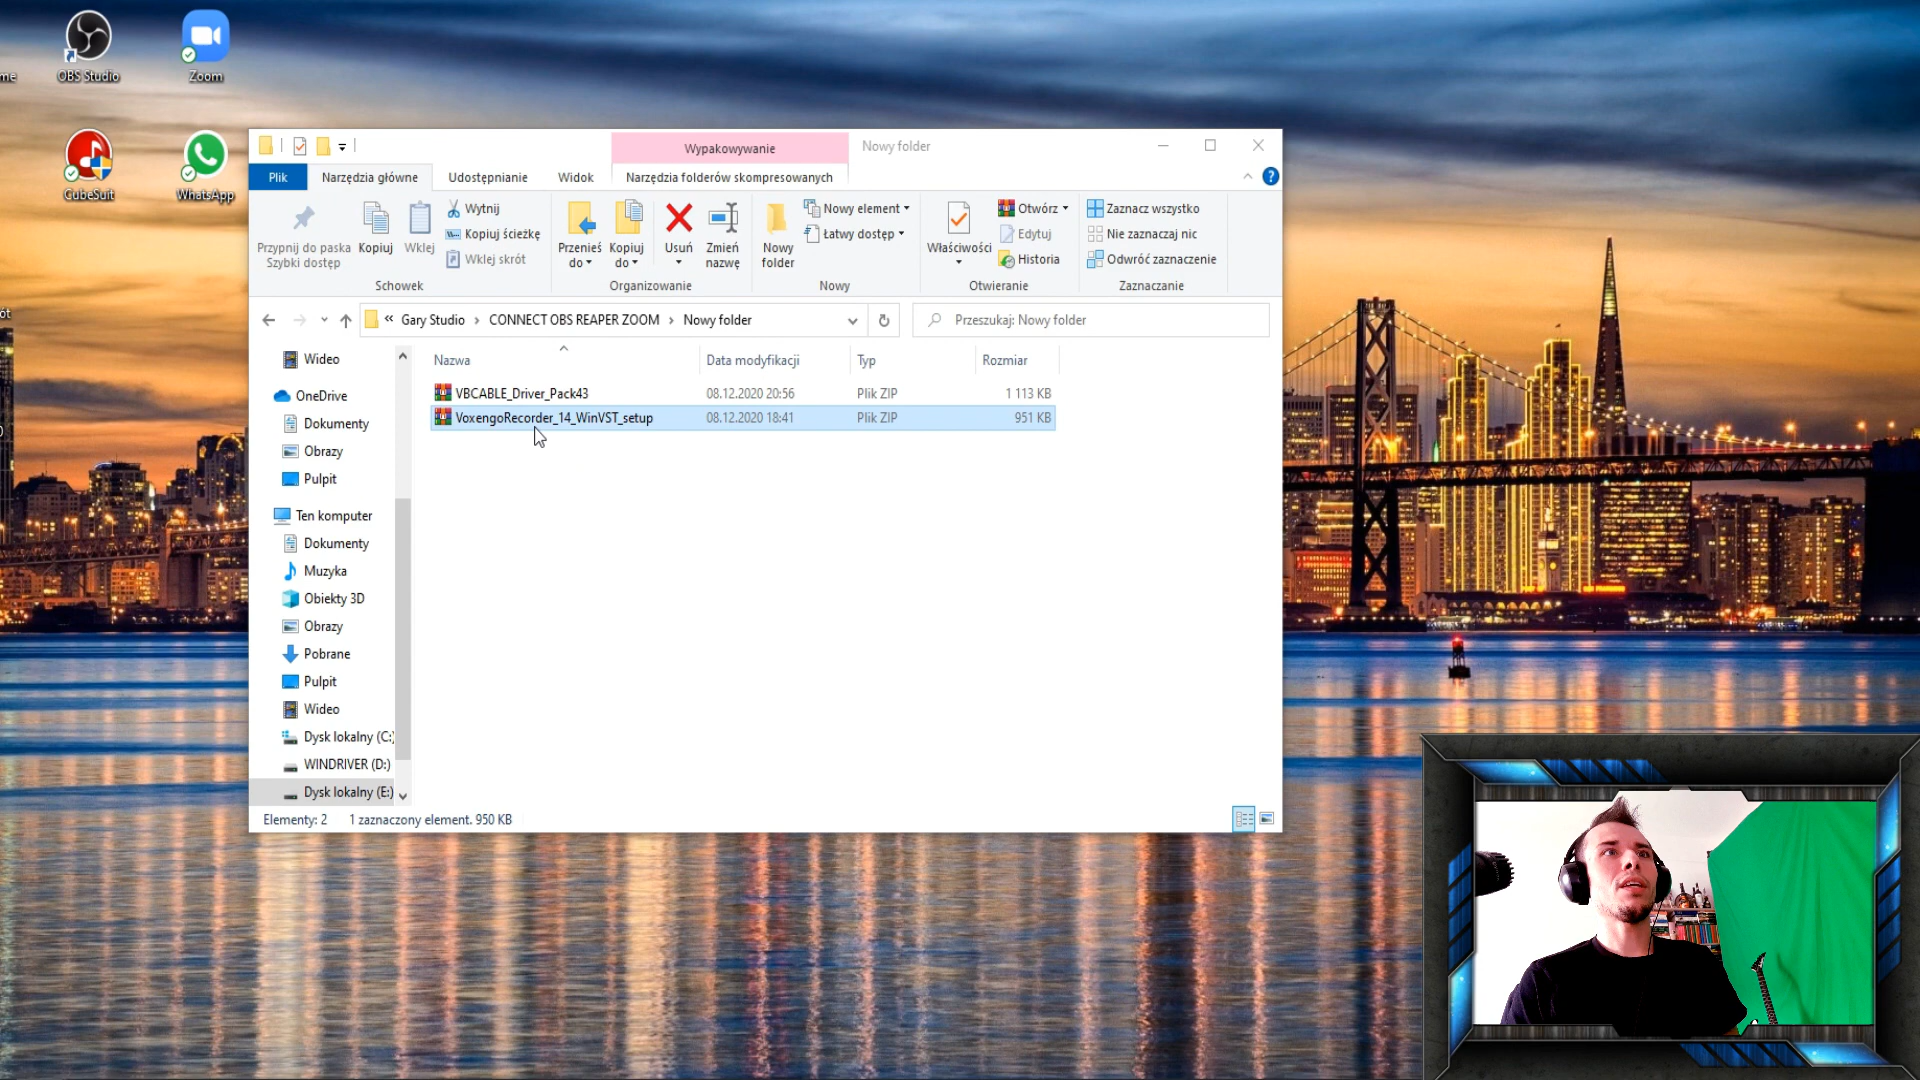 me
OBS Studio
Zoom
CubeSuit
WhatsApp
Wypakowywanie
Nowy folder
Plik
Narzędzia główne
Udostępnianie
Widok
Narzędzia folderów skompresowanych
Przypnij do paska
Szybki dostęp
Kopiuj
Wklej
Wytnij
Kopiuj ścieżkę
Wklej skrót
Schowek
Przenieś
do
Kopiuj
do
Usuń
Zmień
nazwę
Organizowanie
Nowy
folder
Nowy element
Łatwy dostęp
Nowy
Właściwości
Otwórz
Edytuj
Historia
Otwieranie
Zaznacz wszystko
Nie zaznaczaj nic
Odwróć zaznaczenie
Zaznaczanie
« Gary Studio › CONNECT OBS REAPER ZOOM › Nowy folder
Przeszukaj: Nowy folder
ót
Wideo
OneDrive
Dokumenty
Obrazy
Pulpit
Ten komputer
Dokumenty
Muzyka
Obiekty 3D
Obrazy
Pobrane
Pulpit
Wideo
Dysk lokalny (C:)
WINDRIVER (D:)
Dysk lokalny (E:)
Nazwa Data modyfikacji Typ Rozmiar
VBCABLE_Driver_Pack43 08.12.2020 20:56 Plik ZIP 1 113 KB
VoxengoRecorder_14_WinVST_setup 08.12.2020 18:41 Plik ZIP 951 KB
Elementy: 2 1 zaznaczony element. 950 KB